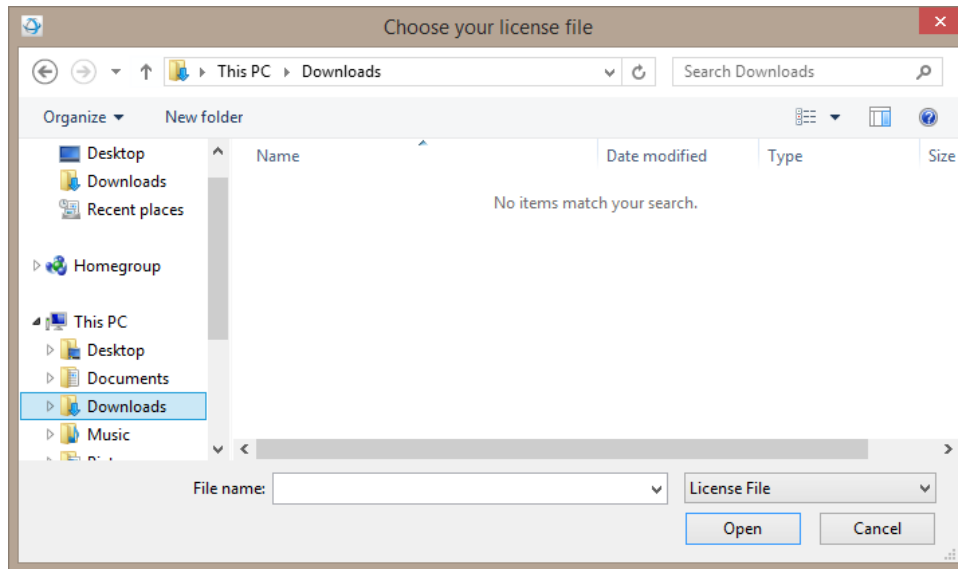 Choose your license file
This PC Downloads
Search Downloads
Organize
New folder
Desktop
Downloads
Recent places
Homegroup
This PC
Desktop
Documents
Downloads
Music
Name Date modified Type Size
No items match your search.
File name:
License File
Open Cancel